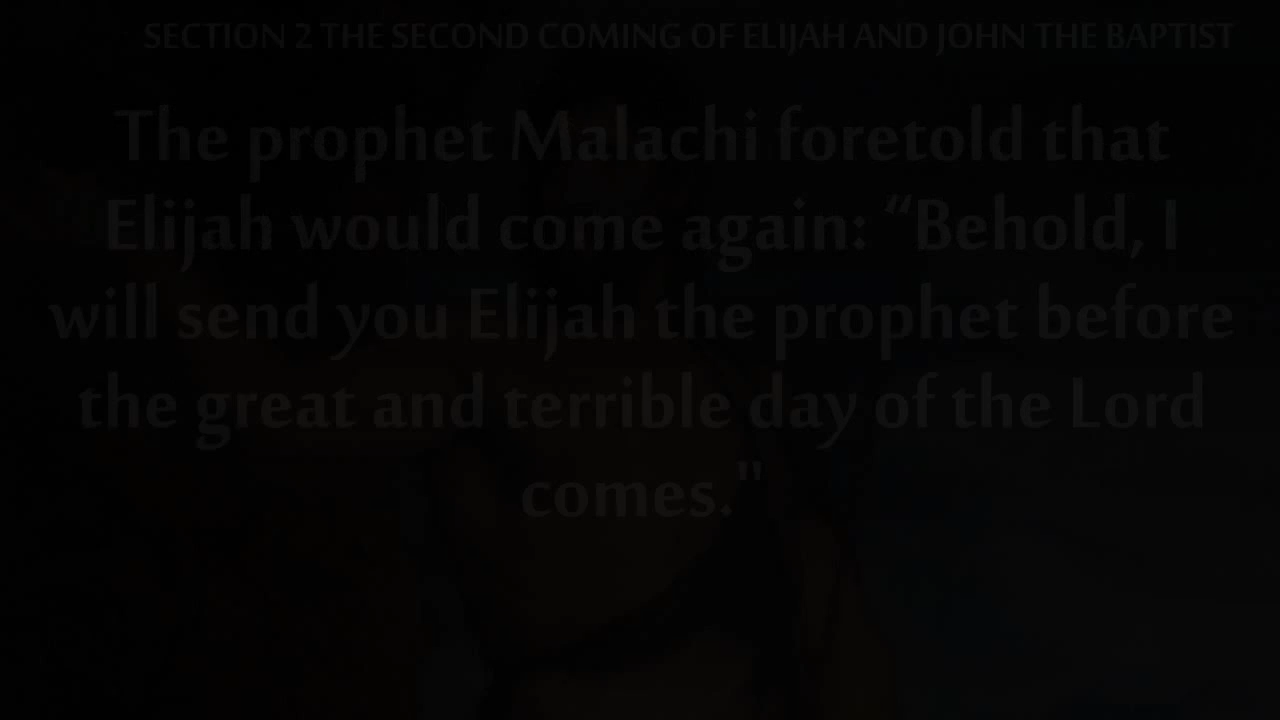 SECTION 2 THE SECOND COMING OF ELIJAH AND JOHN THE BAPTIST
The prophet Malachi foretold that
Elijah would come again: “Behold, I
will send you Elijah the prophet before
the great and terrible day of the Lord
comes."